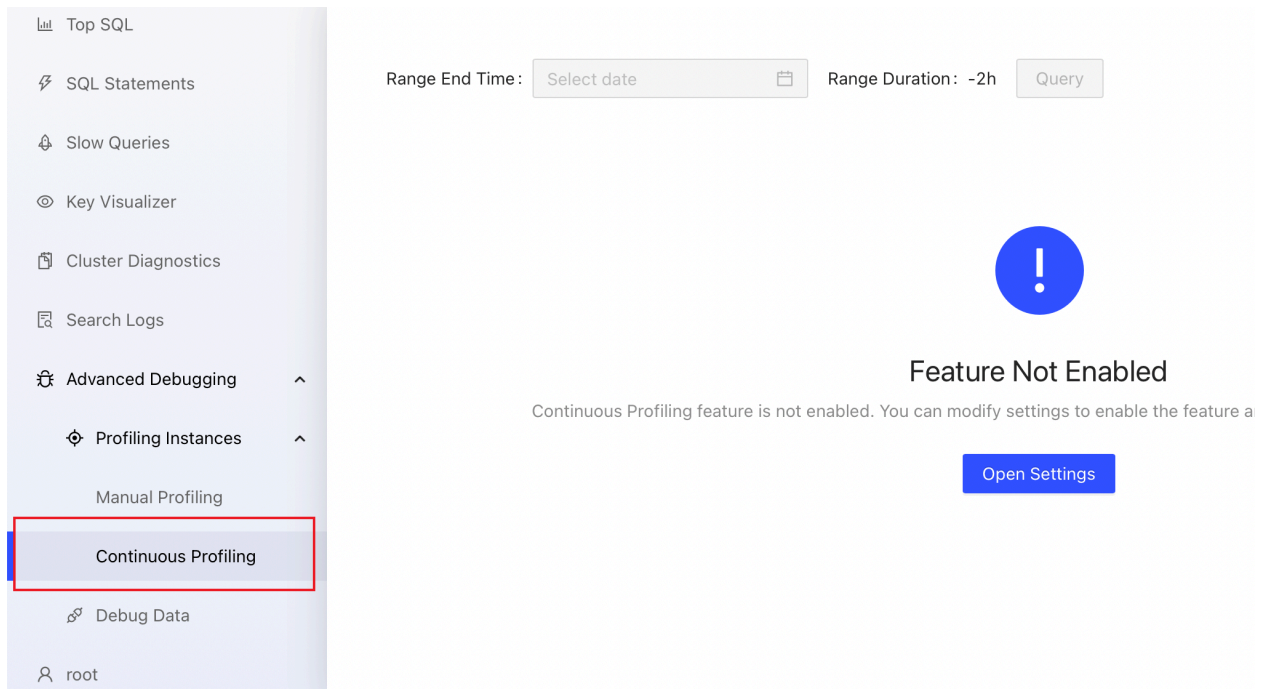 Top SQL
SQL Statements
Slow Queries
Key Visualizer
Cluster Diagnostics
Search Logs
Advanced Debugging
Profiling Instances
Manual Profiling
Continuous Profiling
Debug Data
root
Range End Time : Select date Range Duration : -2h Query
Feature Not Enabled
Continuous Profiling feature is not enabled. You can modify settings to enable the feature
Open Settings